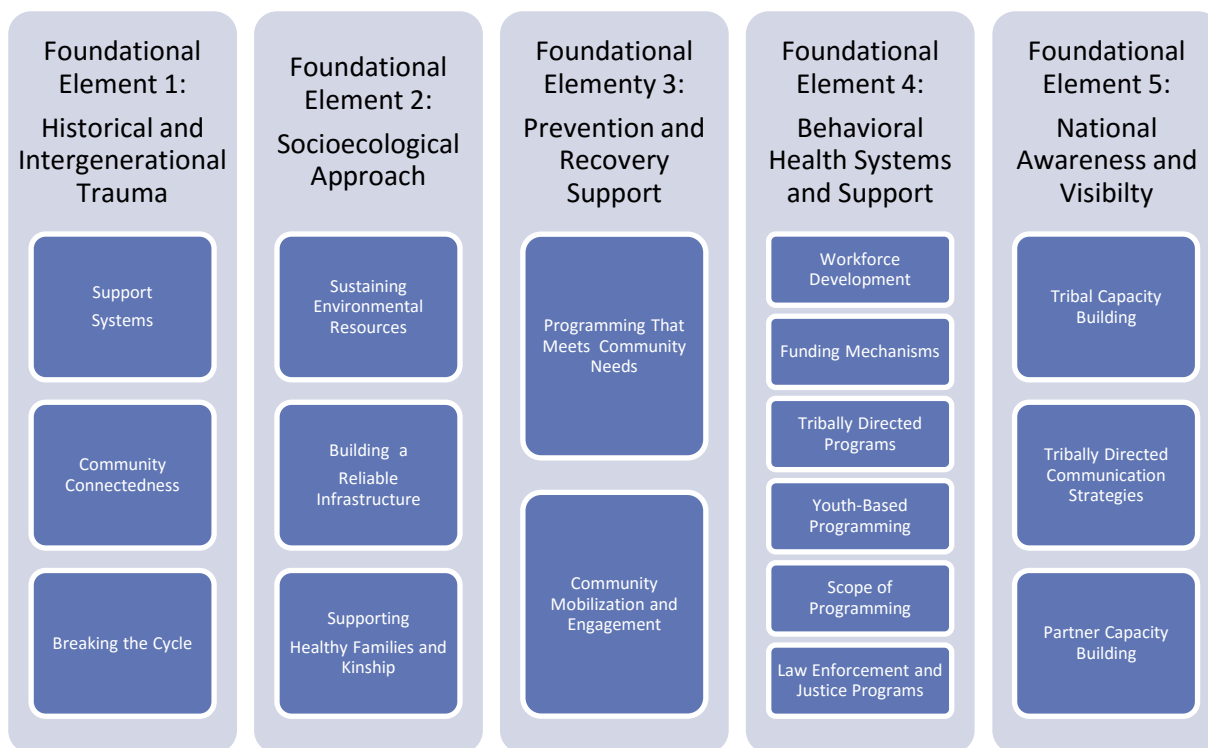 Foundational
Element 1:
Historical and
Intergenerational
Trauma
Support
Systems
Community
Connectedness
Breaking the Cycle
Foundational
Element 2:
Socioecological
Approach
Sustaining
Environmental
Resources
Building a
Reliable
Infrastructure
Supporting
Healthy Families and
Kinship
Foundational
Elementy 3:
Prevention and
Recovery
Support
Programming That
Meets Community
Needs
Community
Mobilization and
Engagement
Foundational
Element 4:
Behavioral
Health Systems
and Support
Workforce
Development
Funding Mechanisms
Tribally Directed
Programs
Youth-Based
Programming
Scope of
Programming
Law Enforcement and
Justice Programs
Foundational
Element 5:
National
Awareness and
Visibilty
Tribal Capacity
Building
Tribally Directed
Communication
Strategies
Partner Capacity
Building